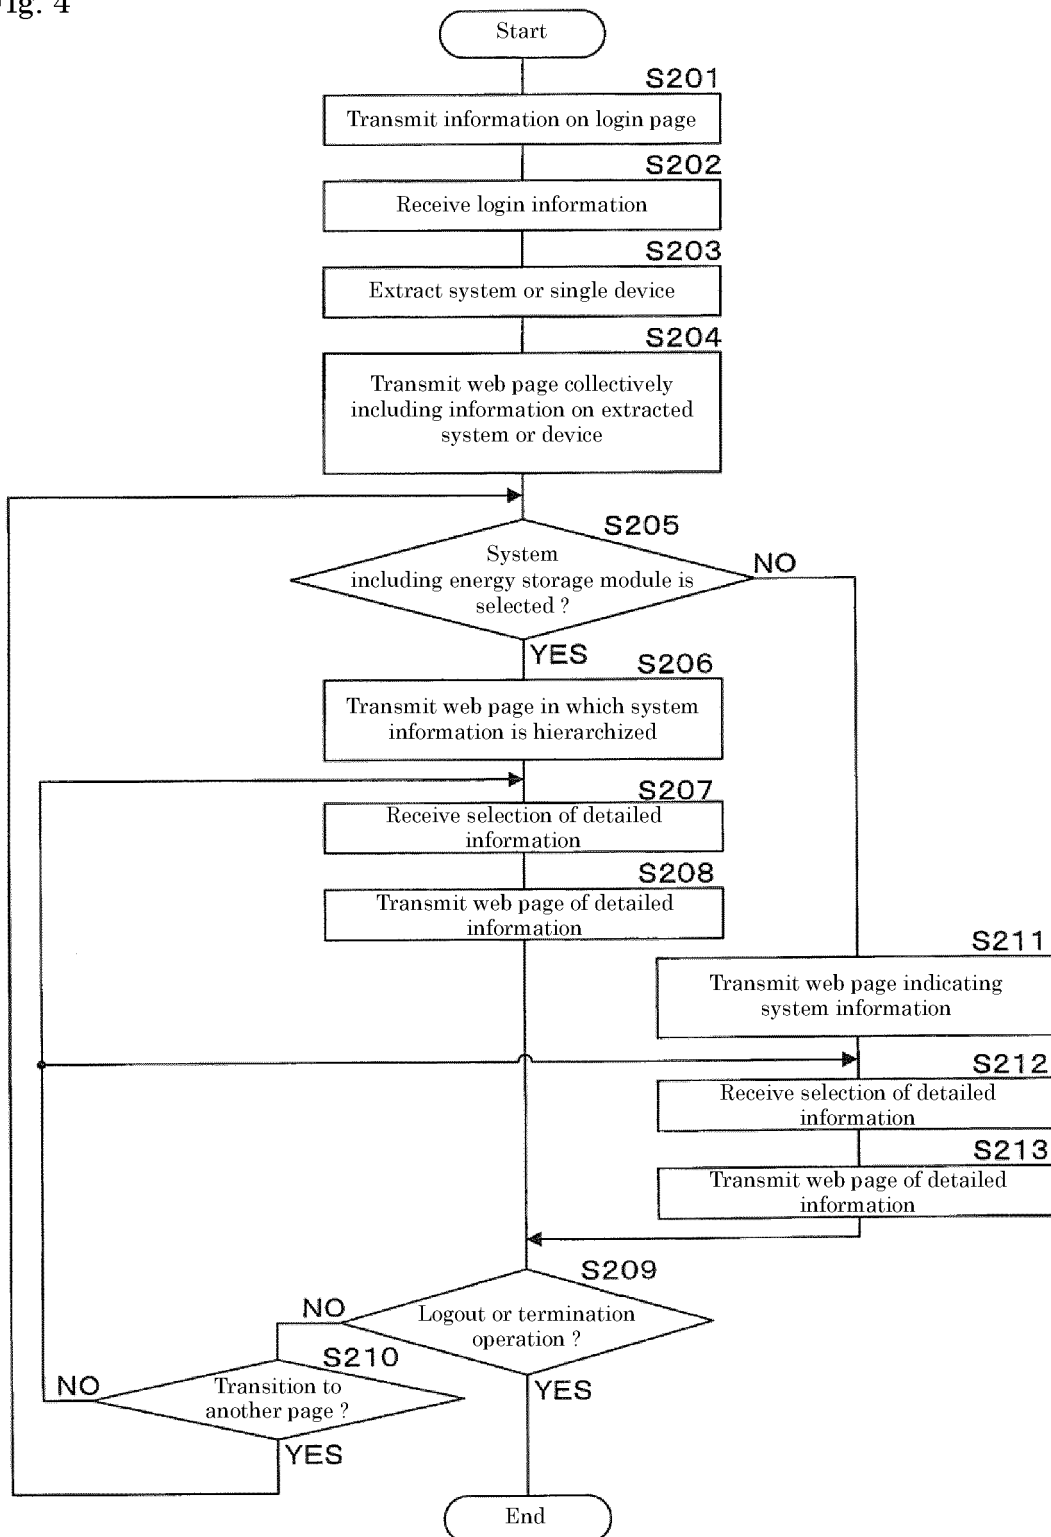 Fig. 4
Start
S201
Transmit information on login page
S202
Receive login information
S203
Extract system or single device
S204
Transmit web page collectively
including information on extracted
system or device
S205
System
including energy storage module is
selected ?
NO
YES
S206
Transmit web page in which system
information is hierarchized
S207
Receive selection of detailed
information
S208
Transmit web page of detailed
information
S211
Transmit web page indicating
system information
S212
Receive selection of detailed
information
S213
Transmit web page of detailed
information
S209
Logout or termination
operation ?
NO
YES
S210
Transition to
another page ?
NO
YES
End